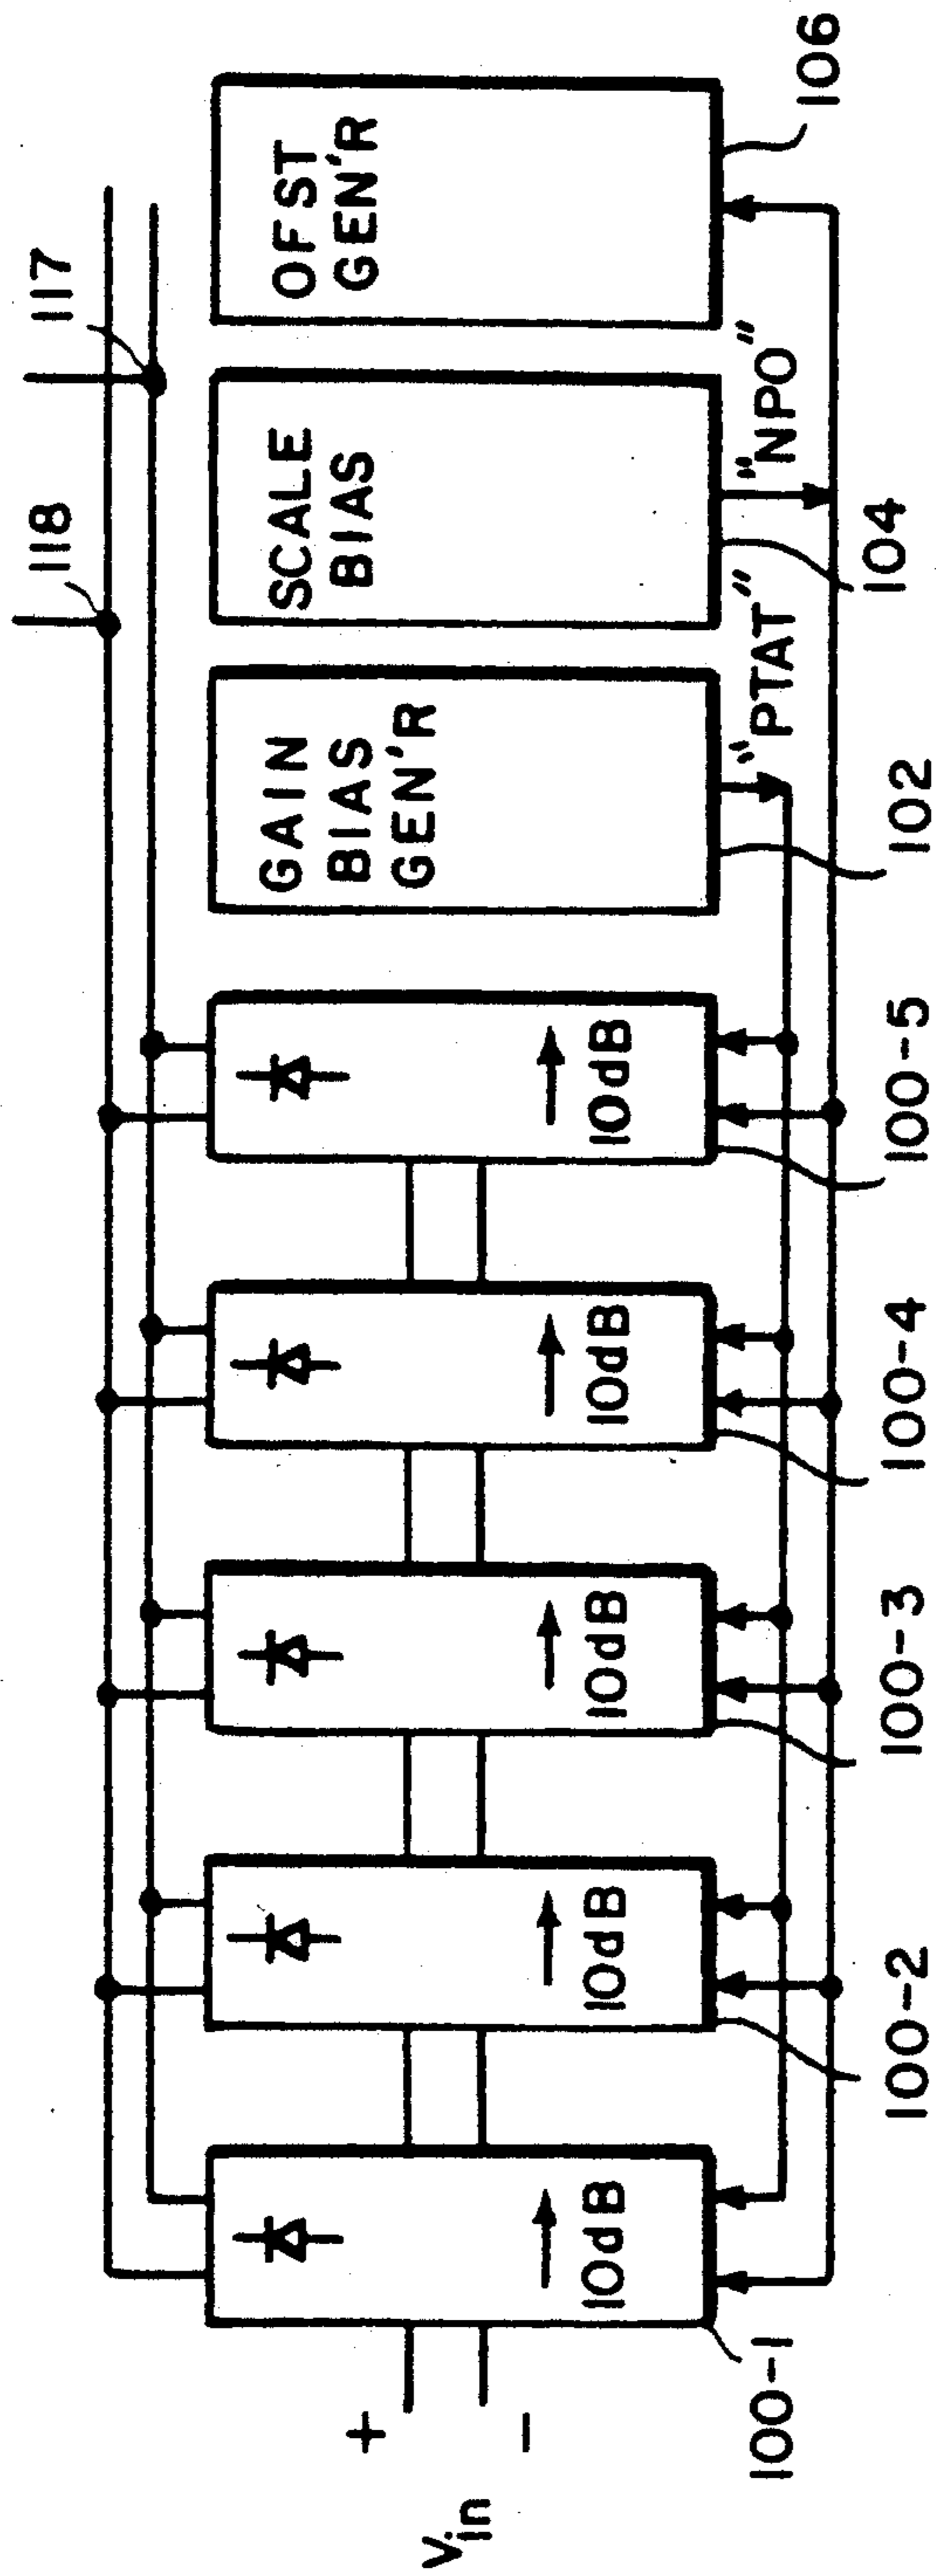 118
117
GAIN
BIAS
GEN'R
SCALE
BIAS
OFST
GEN'R
+
Vin
−
10dB
10dB
10dB
10dB
10dB
"PTAT"
"NPO"
100-1
100-2
100-3
100-4
100-5
102
104
106